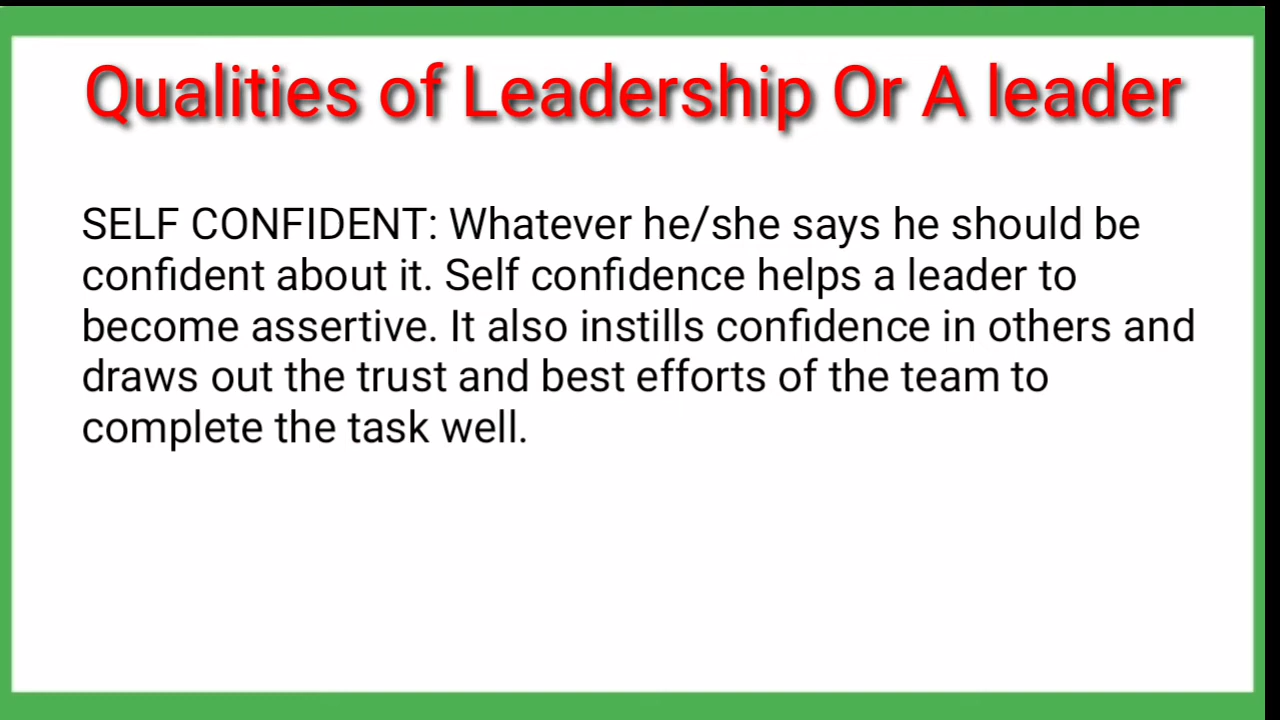 Qualities of Leadership Or A leader
SELF CONFIDENT: Whatever he/she says he should be
confident about it. Self confidence helps a leader to
become assertive. It also instills confidence in others and
draws out the trust and best efforts of the team to
complete the task well.